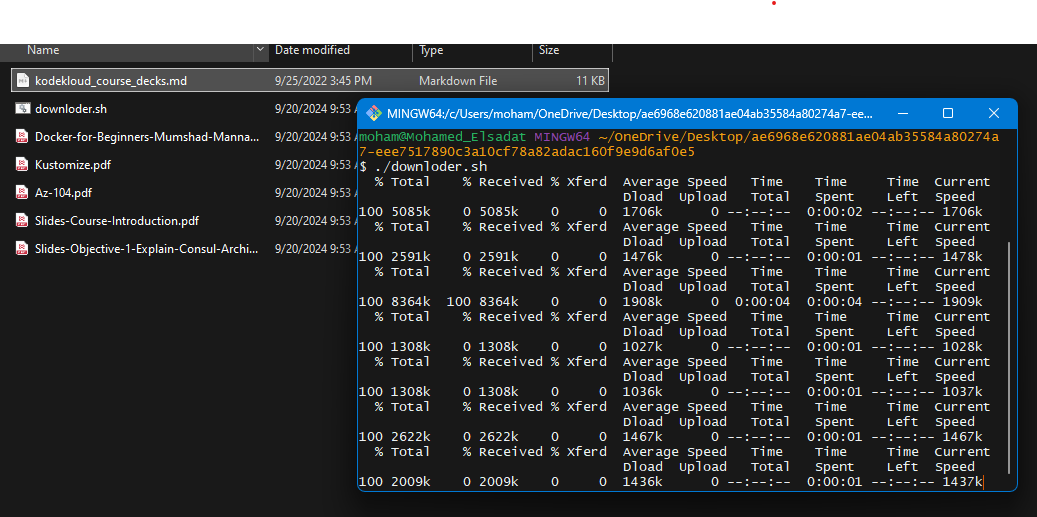 Name Date modified Type Size
kodekloud_course_decks.md 9/25/2022 3:45 PM Markdown File 11 KB
downloder.sh 9/20/2024 9:53
Docker-for-Beginners-Mumshad-Manna... 9/20/2024 9:53
Kustomize.pdf 9/20/2024 9:53
Az-104.pdf 9/20/2024 9:53
Slides-Course-Introduction.pdf 9/20/2024 9:53
Slides-Objective-1-Explain-Consul-Archi... 9/20/2024 9:53
MINGW64:/c/Users/moham/OneDrive/Desktop/ae6968e620881ae04ab35584a80274a7-ee...
moham@Mohamed_Elsadat MINGW64 ~/OneDrive/Desktop/ae6968e620881ae04ab35584a80274a
7-eee7517890c3a10cf78a82adac160f9e9d6af0e5
$ ./downloder.sh
% Total % Received % Xferd Average Speed Time Time Time Current
Dload Upload Total Spent Left Speed
100 5085k 0 5085k 0 0 1706k 0 --:--:-- 0:00:02 --:--:-- 1706k
% Total % Received % Xferd Average Speed Time Time Time Current
Dload Upload Total Spent Left Speed
100 2591k 0 2591k 0 0 1476k 0 --:--:-- 0:00:01 --:--:-- 1478k
% Total % Received % Xferd Average Speed Time Time Time Current
Dload Upload Total Spent Left Speed
100 8364k 100 8364k 0 0 1908k 0 0:00:04 0:00:04 --:--:-- 1909k
% Total % Received % Xferd Average Speed Time Time Time Current
Dload Upload Total Spent Left Speed
100 1308k 0 1308k 0 0 1027k 0 --:--:-- 0:00:01 --:--:-- 1028k
% Total % Received % Xferd Average Speed Time Time Time Current
Dload Upload Total Spent Left Speed
100 1308k 0 1308k 0 0 1036k 0 --:--:-- 0:00:01 --:--:-- 1037k
% Total % Received % Xferd Average Speed Time Time Time Current
Dload Upload Total Spent Left Speed
100 2622k 0 2622k 0 0 1467k 0 --:--:-- 0:00:01 --:--:-- 1467k
% Total % Received % Xferd Average Speed Time Time Time Current
Dload Upload Total Spent Left Speed
100 2009k 0 2009k 0 0 1436k 0 --:--:-- 0:00:01 --:--:-- 1437k